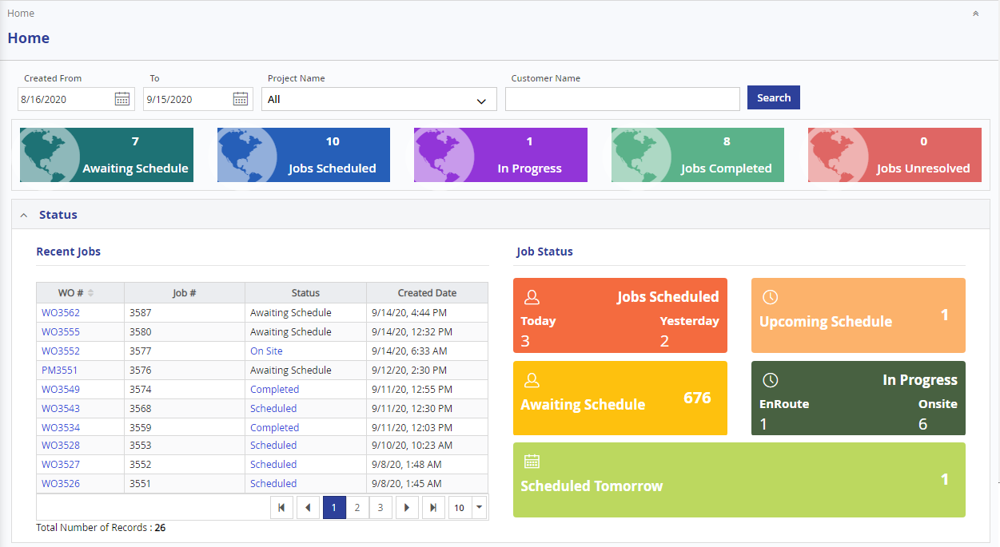 Home
Home
Created From To Project Name Customer Name
8/16/2020 9/15/2020 All Search
7 10 1 8 0
Awaiting Schedule Jobs Scheduled In Progress Jobs Completed Jobs Unresolved
Status
Recent Jobs
WO # Job # Status Created Date
WO3562 3587 Awaiting Schedule 9/14/20, 4:44 PM
WO3555 3580 Awaiting Schedule 9/14/20, 12:32 PM
WO3552 3577 On Site 9/14/20, 6:33 AM
PM3551 3576 Awaiting Schedule 9/12/20, 2:30 PM
WO3549 3574 Completed 9/11/20, 12:55 PM
WO3543 3568 Scheduled 9/11/20, 12:30 PM
WO3534 3559 Completed 9/11/20, 12:03 PM
WO3528 3553 Scheduled 9/10/20, 10:23 AM
WO3527 3552 Scheduled 9/8/20, 1:48 AM
WO3526 3551 Scheduled 9/8/20, 1:45 AM
1 2 3 10
Total Number of Records : 26
Job Status
Jobs Scheduled
Today Yesterday
3 2
Upcoming Schedule 1
Awaiting Schedule 676
In Progress
EnRoute Onsite
1 6
Scheduled Tomorrow 1